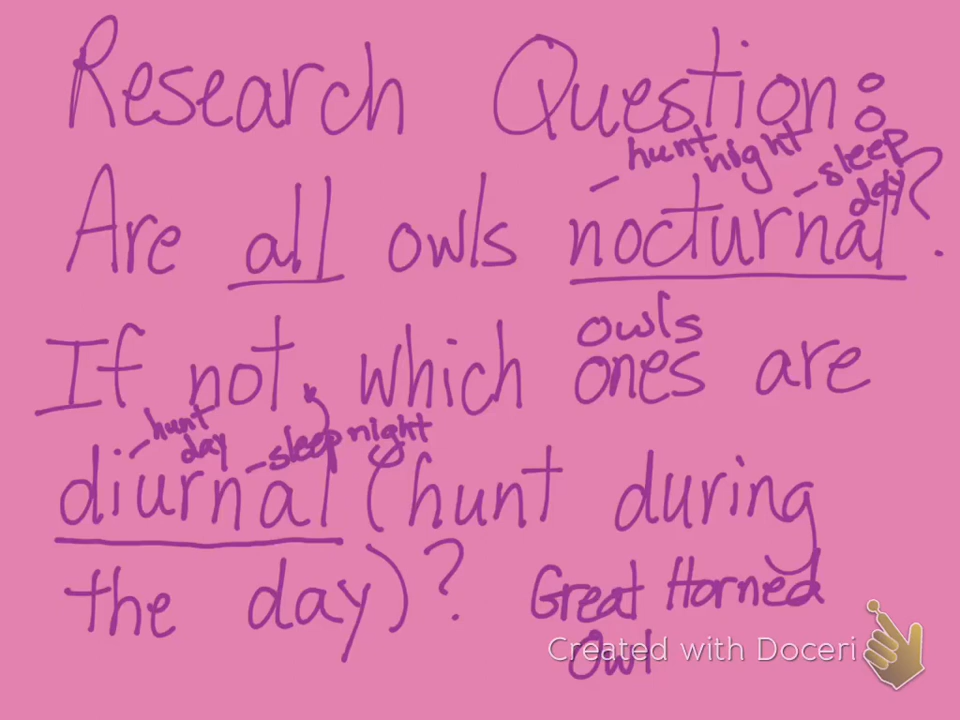 Research Question:
- hunt night - sleep day
Are all owls nocturnal?
owls
If not, which ones are
- hunt day - sleep night
diurnal (hunt during
the day)? Great Horned
Owl
Created with Doceri